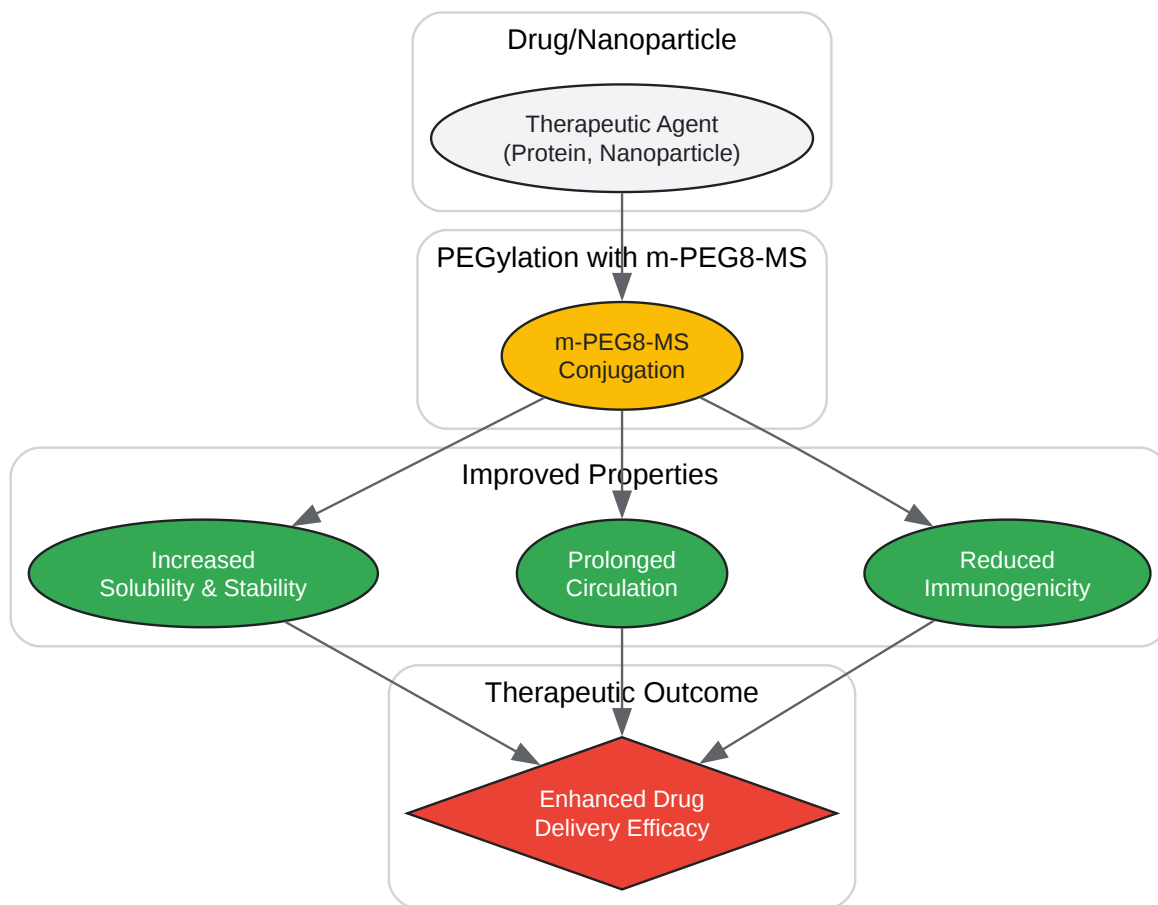 Drug/Nanoparticle
Therapeutic Agent
(Protein, Nanoparticle)
PEGylation with m-PEG8-MS
m-PEG8-MS
Conjugation
Improved Properties
Increased
Solubility & Stability
Prolonged
Circulation
Reduced
Immunogenicity
Therapeutic Outcome
Enhanced Drug
Delivery Efficacy